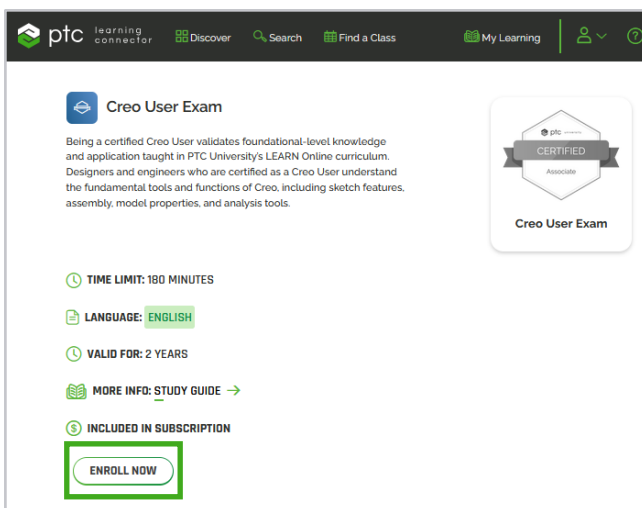 ptc learning connector Discover Search Find a Class My Learning ?
Creo User Exam
Being a certified Creo User validates foundational-level knowledge
and application taught in PTC University's LEARN Online curriculum.
Designers and engineers who are certified as a Creo User understand
the fundamental tools and functions of Creo, including sketch features,
assembly, model properties, and analysis tools.
ptc
CERTIFIED
Associate
Creo User Exam
TIME LIMIT: 180 MINUTES
LANGUAGE: ENGLISH
VALID FOR: 2 YEARS
MORE INFO: STUDY GUIDE →
$ INCLUDED IN SUBSCRIPTION
ENROLL NOW